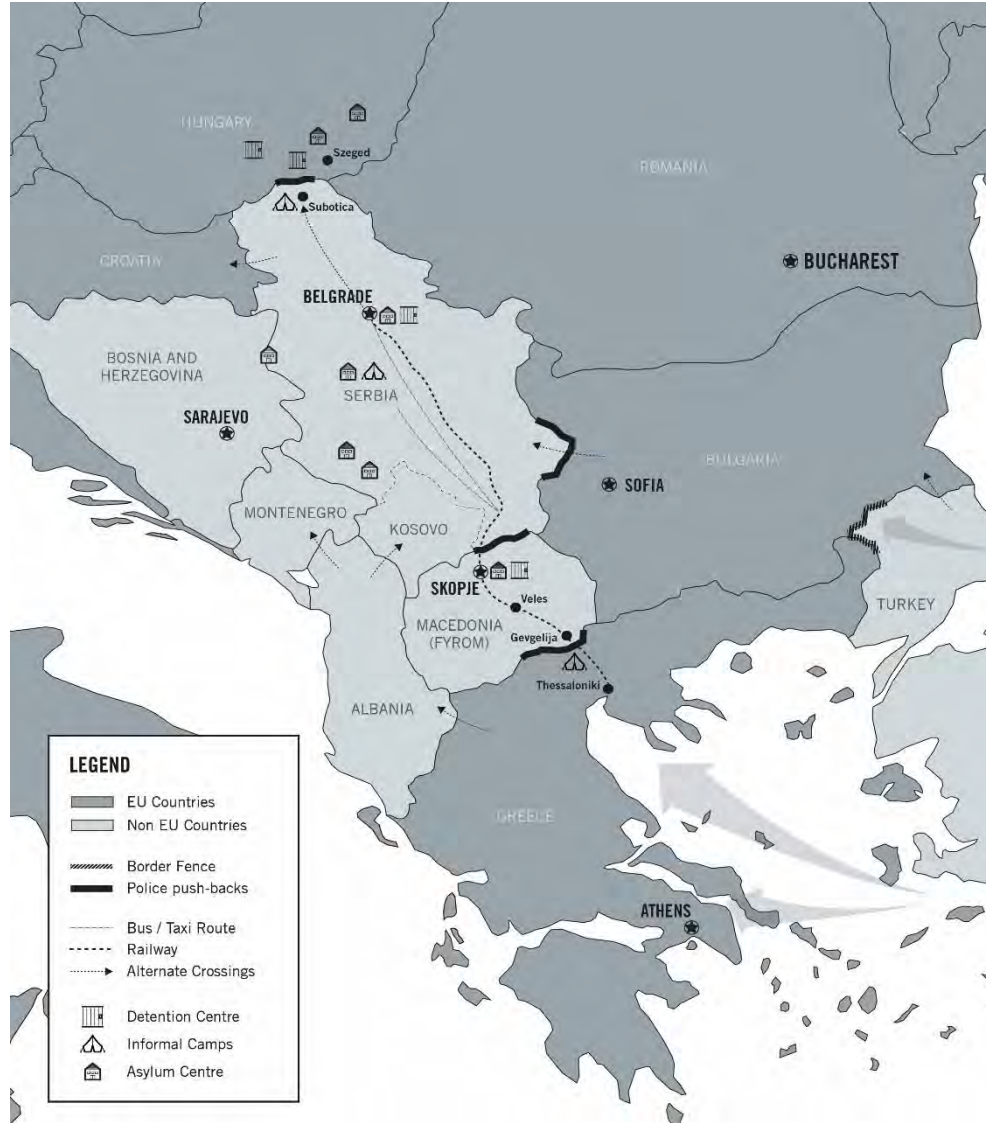 HUNGARY
Szeged
ROMANIA
Subotica
CROATIA
BUCHAREST
BELGRADE
BOSNIA AND
HERZEGOVINA
SERBIA
SARAJEVO
BULGARIA
SOFIA
MONTENEGRO
KOSOVO
SKOPJE
Veles
TURKEY
MACEDONIA
(FYROM)
Gevgelija
Thessaloniki
ALBANIA
GREECE
ATHENS
LEGEND
EU Countries
Non EU Countries
Border Fence
Police push-backs
Bus / Taxi Route
Railway
Alternate Crossings
Detention Centre
Informal Camps
Asylum Centre